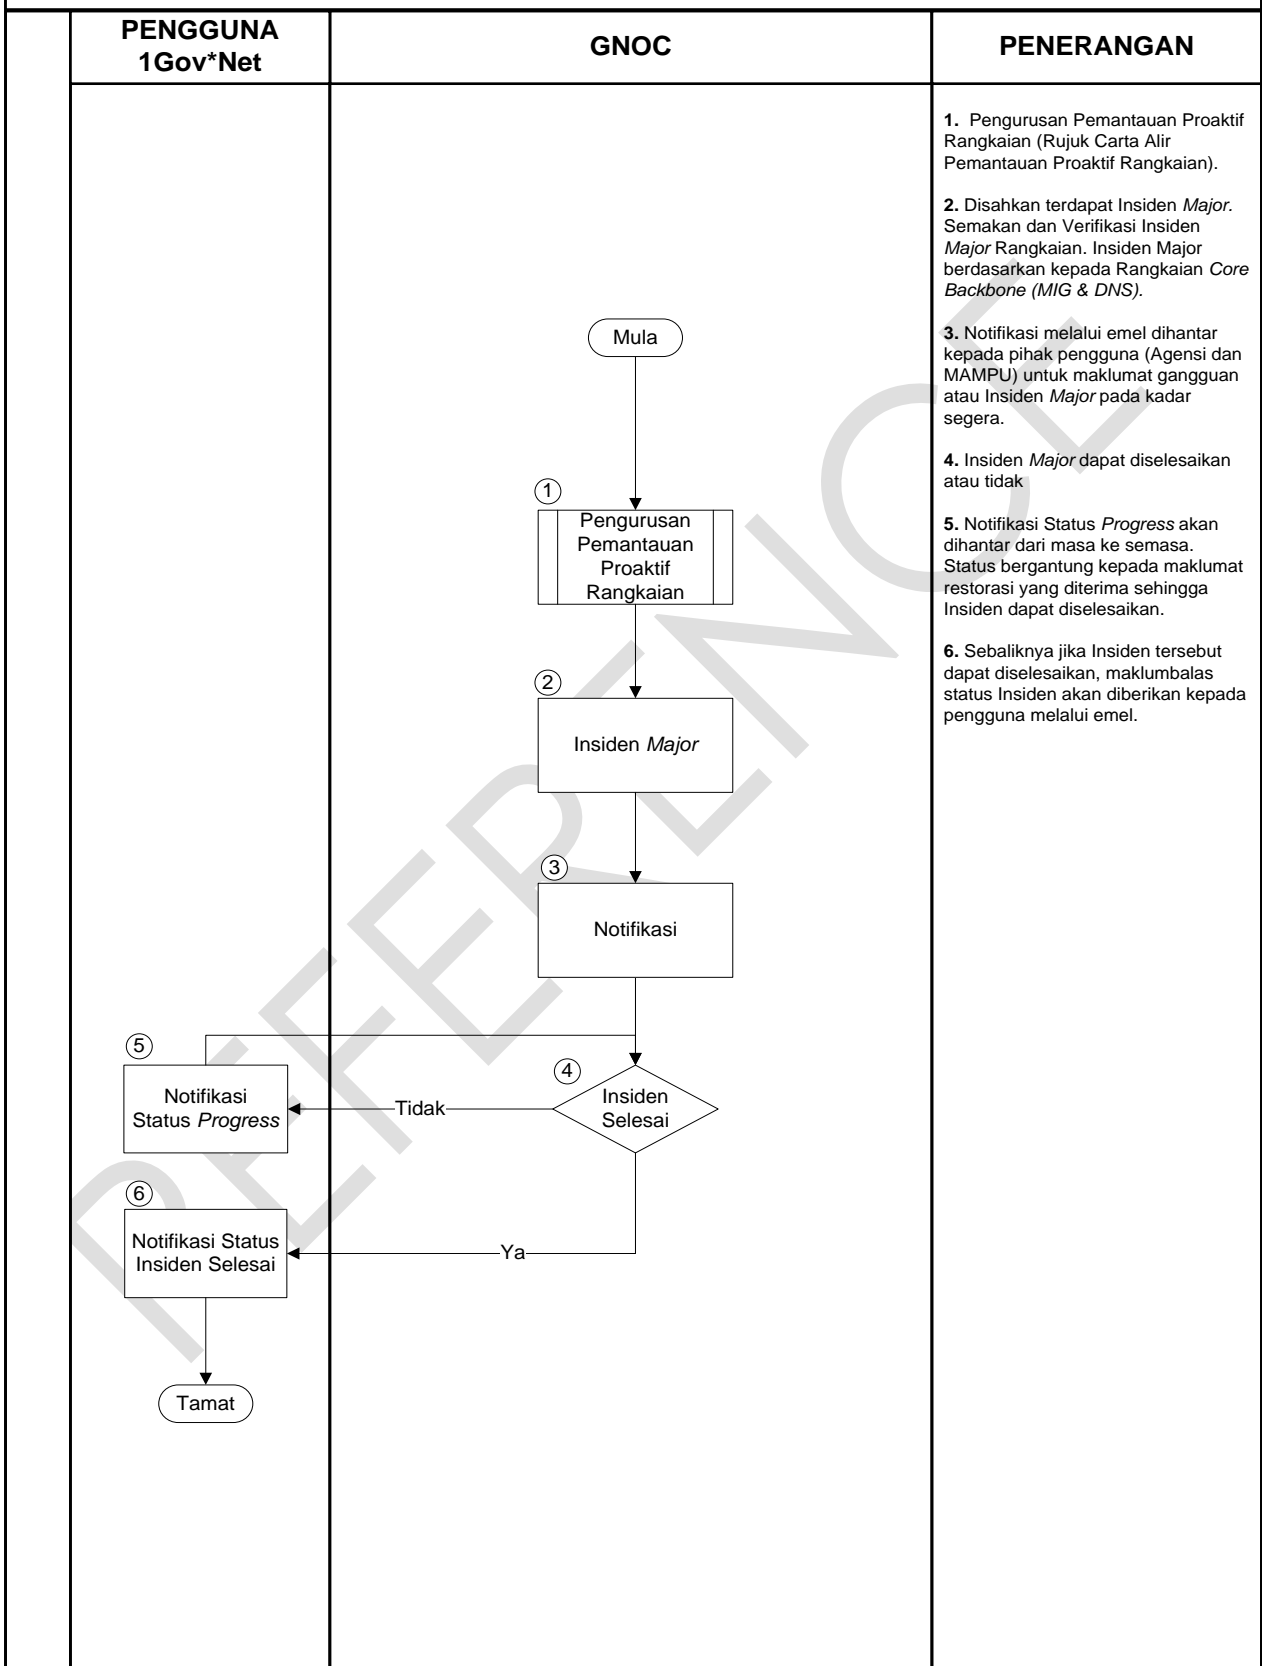 PENGGUNA
1Gov*Net
GNOC
PENERANGAN
Mula
1
Pengurusan
Pemantauan
Proaktif
Rangkaian
2
Insiden Major
3
Notifikasi
4
Insiden
Selesai
Tidak
5
Notifikasi
Status Progress
Ya
6
Notifikasi Status
Insiden Selesai
Tamat
1. Pengurusan Pemantauan Proaktif
Rangkaian (Rujuk Carta Alir
Pemantauan Proaktif Rangkaian).
2. Disahkan terdapat Insiden Major.
Semakan dan Verifikasi Insiden
Major Rangkaian. Insiden Major
berdasarkan kepada Rangkaian Core
Backbone (MIG & DNS).
3. Notifikasi melalui emel dihantar
kepada pihak pengguna (Agensi dan
MAMPU) untuk maklumat gangguan
atau Insiden Major pada kadar
segera.
4. Insiden Major dapat diselesaikan
atau tidak
5. Notifikasi Status Progress akan
dihantar dari masa ke semasa.
Status bergantung kepada maklumat
restorasi yang diterima sehingga
Insiden dapat diselesaikan.
6. Sebaliknya jika Insiden tersebut
dapat diselesaikan, maklumbalas
status Insiden akan diberikan kepada
pengguna melalui emel.
REFERENCE